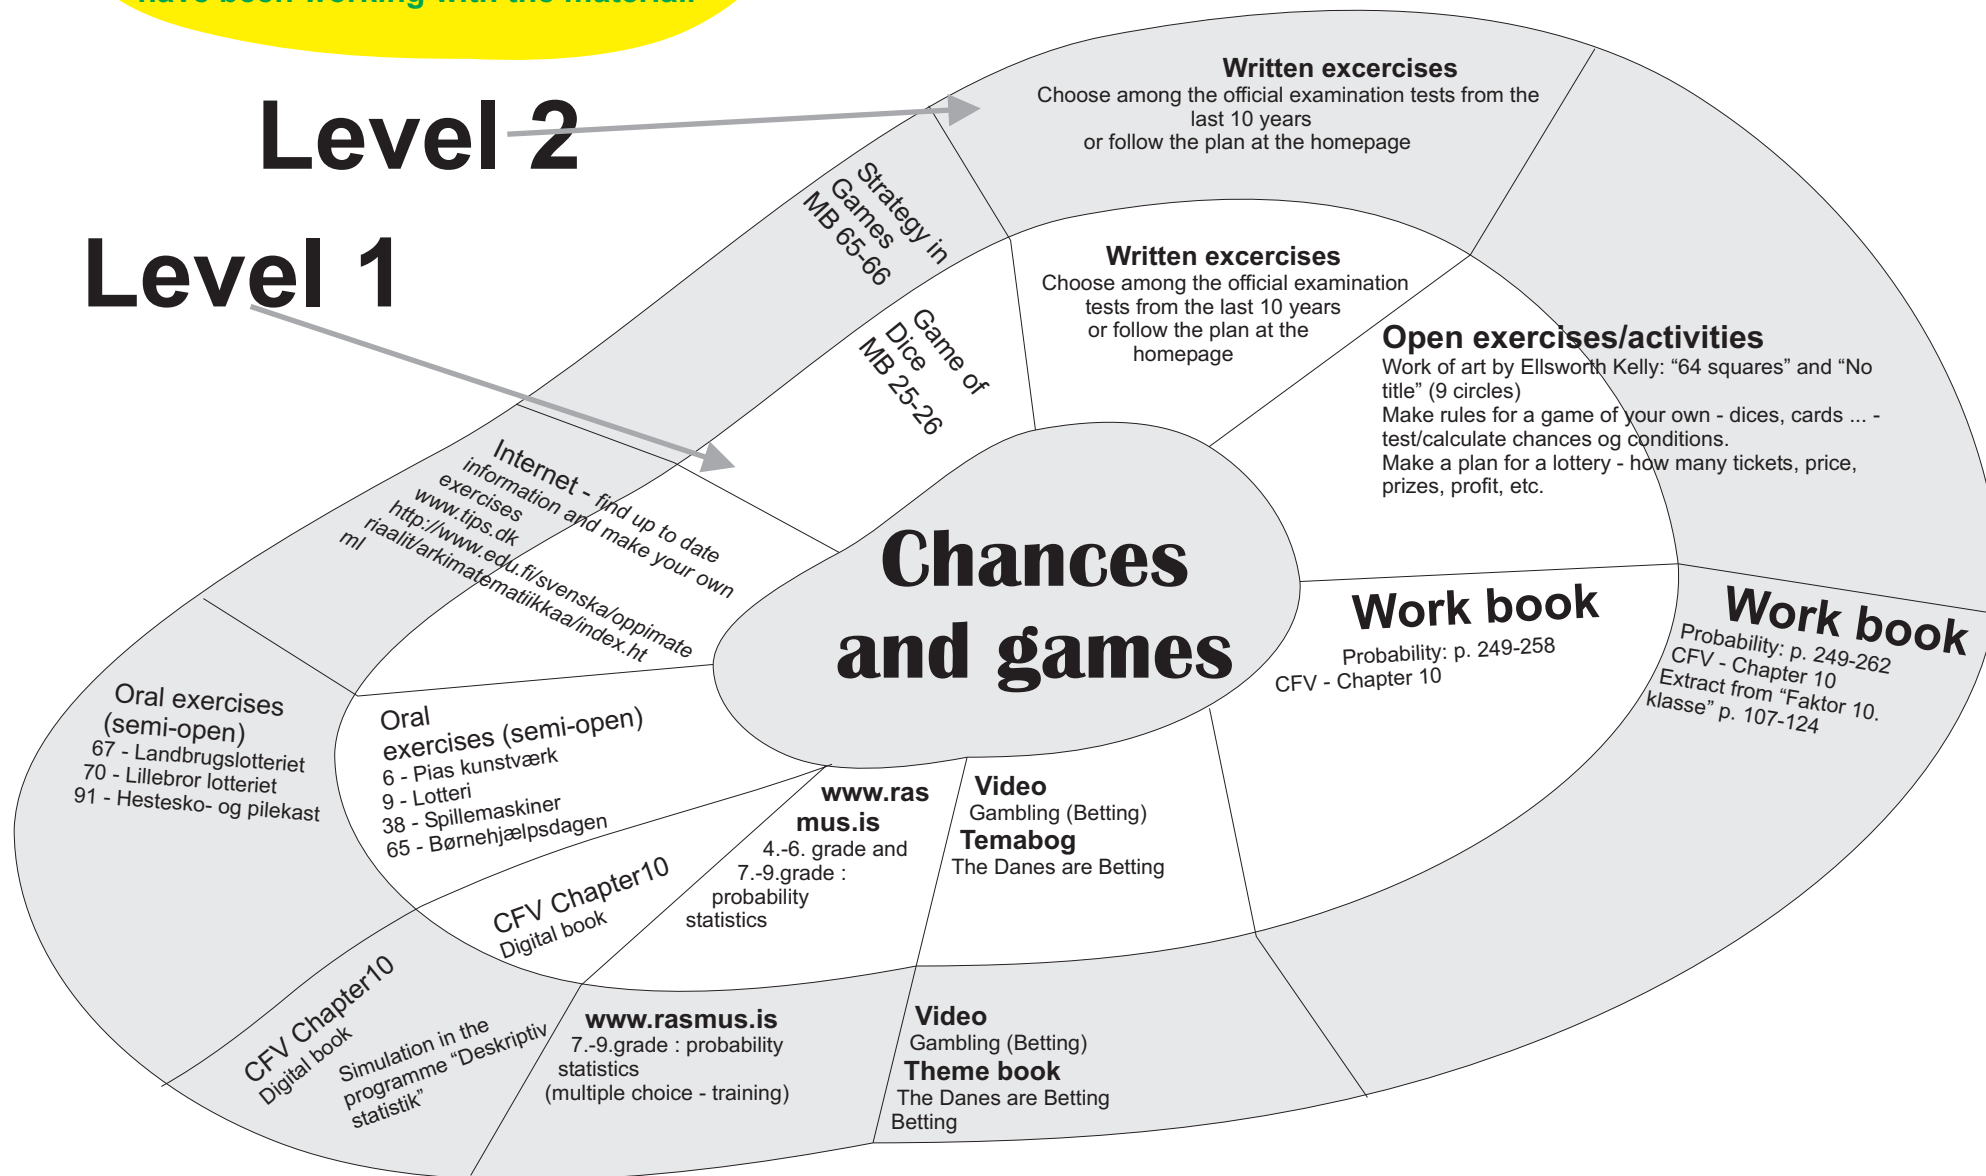 have been working with the material.
Level 2
Level 1
Written excercises
Choose among the official examination tests from the
last 10 years
or follow the plan at the homepage
Strategy in
Games
MB 65-66
Written excercises
Choose among the official examination
tests from the last 10 years
or follow the plan at the
homepage
Game of
Dice
MB 25-26
Open exercises/activities
Work of art by Ellsworth Kelly: “64 squares” and “No
title” (9 circles)
Make rules for a game of your own - dices, cards ... -
test/calculate chances og conditions.
Make a plan for a lottery - how many tickets, price,
prizes, profit, etc.
Internet - find up to date
information and make your own
exercises
www.tips.dk
http://www.edu.fi/svenska/oppimate
riaalit/arkimatematiikkaa/index.ht
ml
Chances
and games
Work book
Probability: p. 249-258
CFV - Chapter 10
Work book
Probability: p. 249-262
CFV - Chapter 10
Extract from “Faktor 10.
klasse” p. 107-124
Oral exercises
(semi-open)
67 - Landbrugslotteriet
70 - Lillebror lotteriet
91 - Hestesko- og pilekast
Oral
exercises (semi-open)
6 - Pias kunstværk
9 - Lotteri
38 - Spillemaskiner
65 - Børnehjælpsdagen
www.ras
mus.is
4.-6. grade and
7.-9.grade :
probability
statistics
Video
Gambling (Betting)
Temabog
The Danes are Betting
CFV Chapter10
Digital book
CFV Chapter10
Digital book
Simulation in the
programme “Deskriptiv
statistik”
www.rasmus.is
7.-9.grade : probability
statistics
(multiple choice - training)
Video
Gambling (Betting)
Theme book
The Danes are Betting
Betting